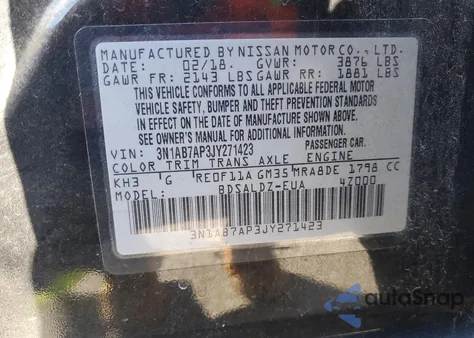 MANUFACTURED BY NISSAN MOTOR CO., LTD.
DATE: 02/18. GVWR: 3876 LBS
GAWR FR: 2143 LBS GAWR RR: 1881 LBS
THIS VEHICLE CONFORMS TO ALL APPLICABLE FEDERAL MOTOR
VEHICLE SAFETY, BUMPER AND THEFT PREVENTION STANDARDS
IN EFFECT ON THE DATE OF MANUFACTURE SHOWN ABOVE.
SEE OWNER'S MANUAL FOR ADDITIONAL INFORMATION.
VIN: 3N1AB7AP3JY271423 PASSENGER CAR.
COLOR TRIM TRANS AXLE ENGINE
KH3 G RE0F11A GM35 MRA8DE 1798 CC
MODEL: BDSALDZ-EUA 4Z000
3N1AB7AP3JY271423
autoSnap